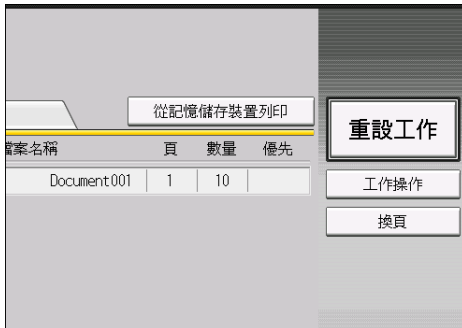 從記憶儲存裝置列印
檔案名稱 頁 數量 優先
Document001 1 10
重設工作
工作操作
換頁